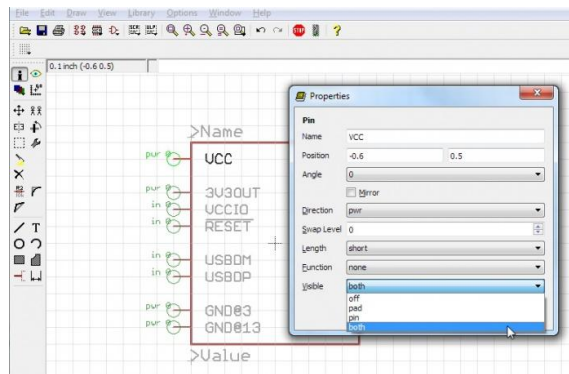 File Edit Draw View Library Options Window Help
0.1 inch (-0.6 0.5)
>Name
pwr VCC
pwr 3V3OUT
in VCCIO
in RESET
in USBDM
in USBDP
pwr GND@3
pwr GND@13
>Value
Properties
Pin
Name VCC
Position -0.6 0.5
Angle 0
Mirror
Direction pwr
Swap Level 0
Length short
Function none
Visible both
off
pad
pin
both